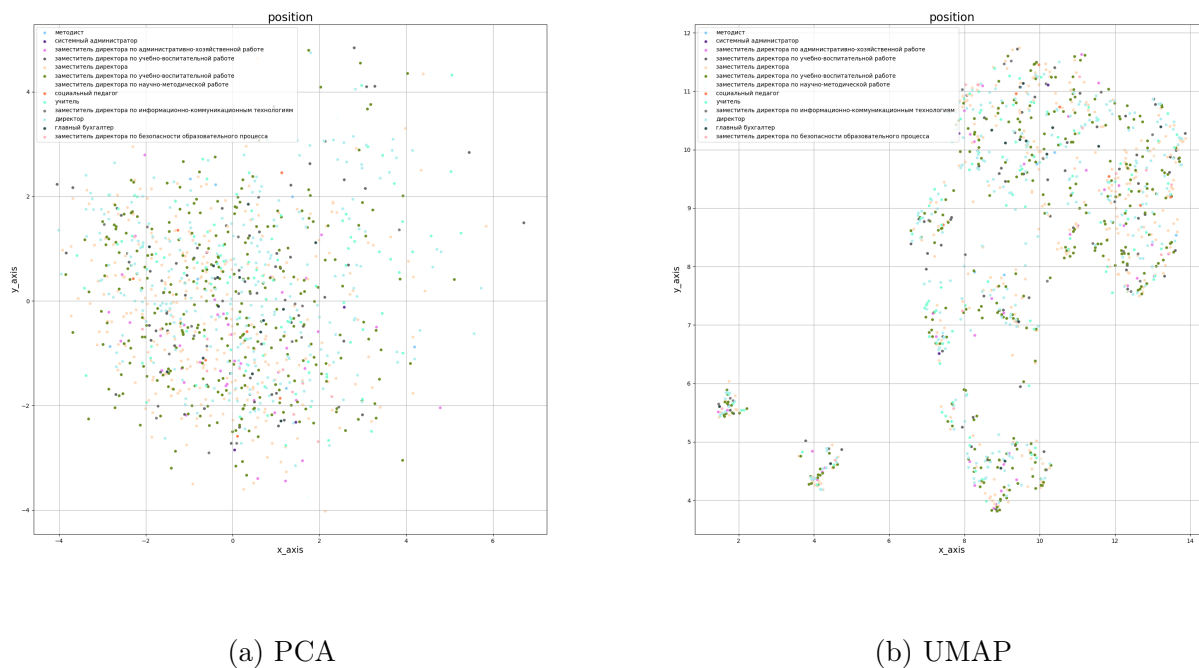 position
методист
системный администратор
заместитель директора по административно-хозяйственной работе
заместитель директора по учебно-воспитательной работе
заместитель директора
заместитель директора по учебно-воспитательной работе
заместитель директора по научно-методической работе
социальный педагог
учитель
заместитель директора по информационно-коммуникационным технологиям
директор
главный бухгалтер
заместитель директора по безопасности образовательного процесса
4
2
0
−2
−4
−4
−2
0
2
4
6
y_axis
x_axis
(a) PCA
position
методист
системный администратор
заместитель директора по административно-хозяйственной работе
заместитель директора по учебно-воспитательной работе
заместитель директора
заместитель директора по учебно-воспитательной работе
заместитель директора по научно-методической работе
социальный педагог
учитель
заместитель директора по информационно-коммуникационным технологиям
директор
главный бухгалтер
заместитель директора по безопасности образовательного процесса
12
11
10
9
8
7
6
5
4
2
4
6
8
10
12
14
y_axis
x_axis
(b) UMAP